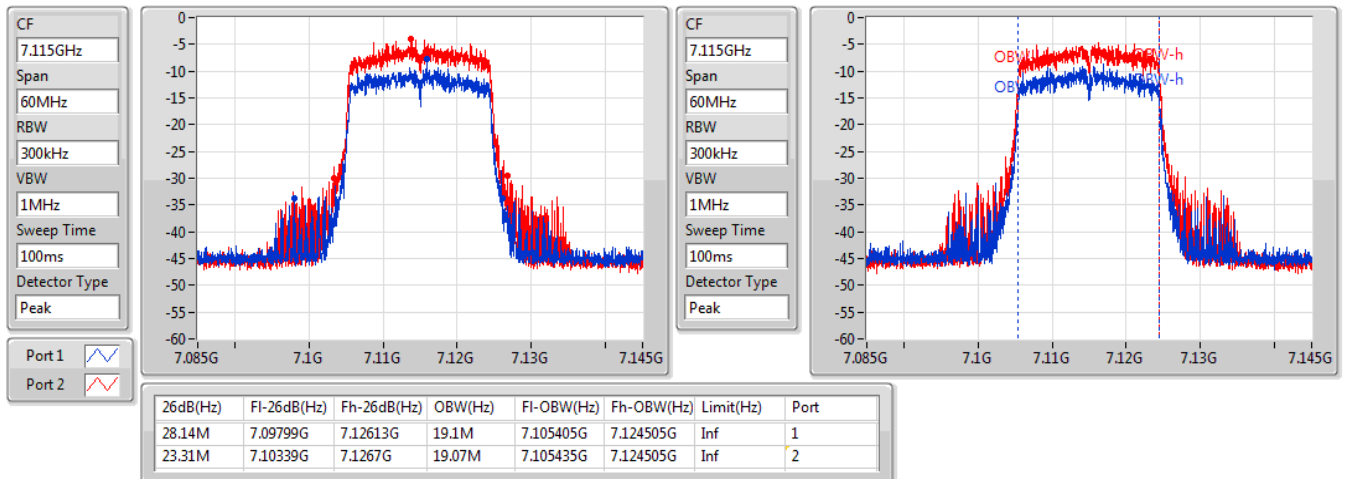 CF
7.115GHz
Span
60MHz
RBW
300kHz
VBW
1MHz
Sweep Time
100ms
Detector Type
Peak
Port 1
Port 2
0-
-5-
-10-
-15-
-20-
-25-
-30-
-35-
-40-
-45-
-50-
-55-
-60-
7.085G 7.1G 7.11G 7.12G 7.13G 7.145G
CF
7.115GHz
Span
60MHz
RBW
300kHz
VBW
1MHz
Sweep Time
100ms
Detector Type
Peak
0-
-5-
-10-
-15-
-20-
-25-
-30-
-35-
-40-
-45-
-50-
-55-
-60-
OBW-h
OBW-h
7.085G 7.1G 7.11G 7.12G 7.13G 7.145G
26dB(Hz) Fl-26dB(Hz) Fh-26dB(Hz) OBW(Hz) Fl-OBW(Hz) Fh-OBW(Hz) Limit(Hz) Port
28.14M 7.09799G 7.12613G 19.1M 7.105405G 7.124505G Inf 1
23.31M 7.10339G 7.1267G 19.07M 7.105435G 7.124505G Inf 2